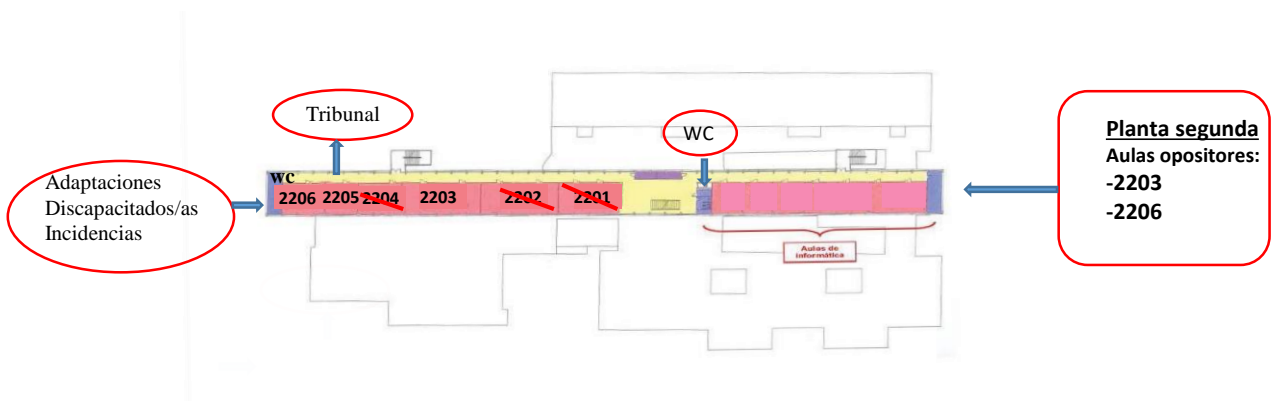 Tribunal
WC
Planta segunda
Aulas opositores:
-2203
-2206
Adaptaciones
Discapacitados/as
Incidencias
wc
2206 2205 2204 2203 2202 2201
Aulas de
informática